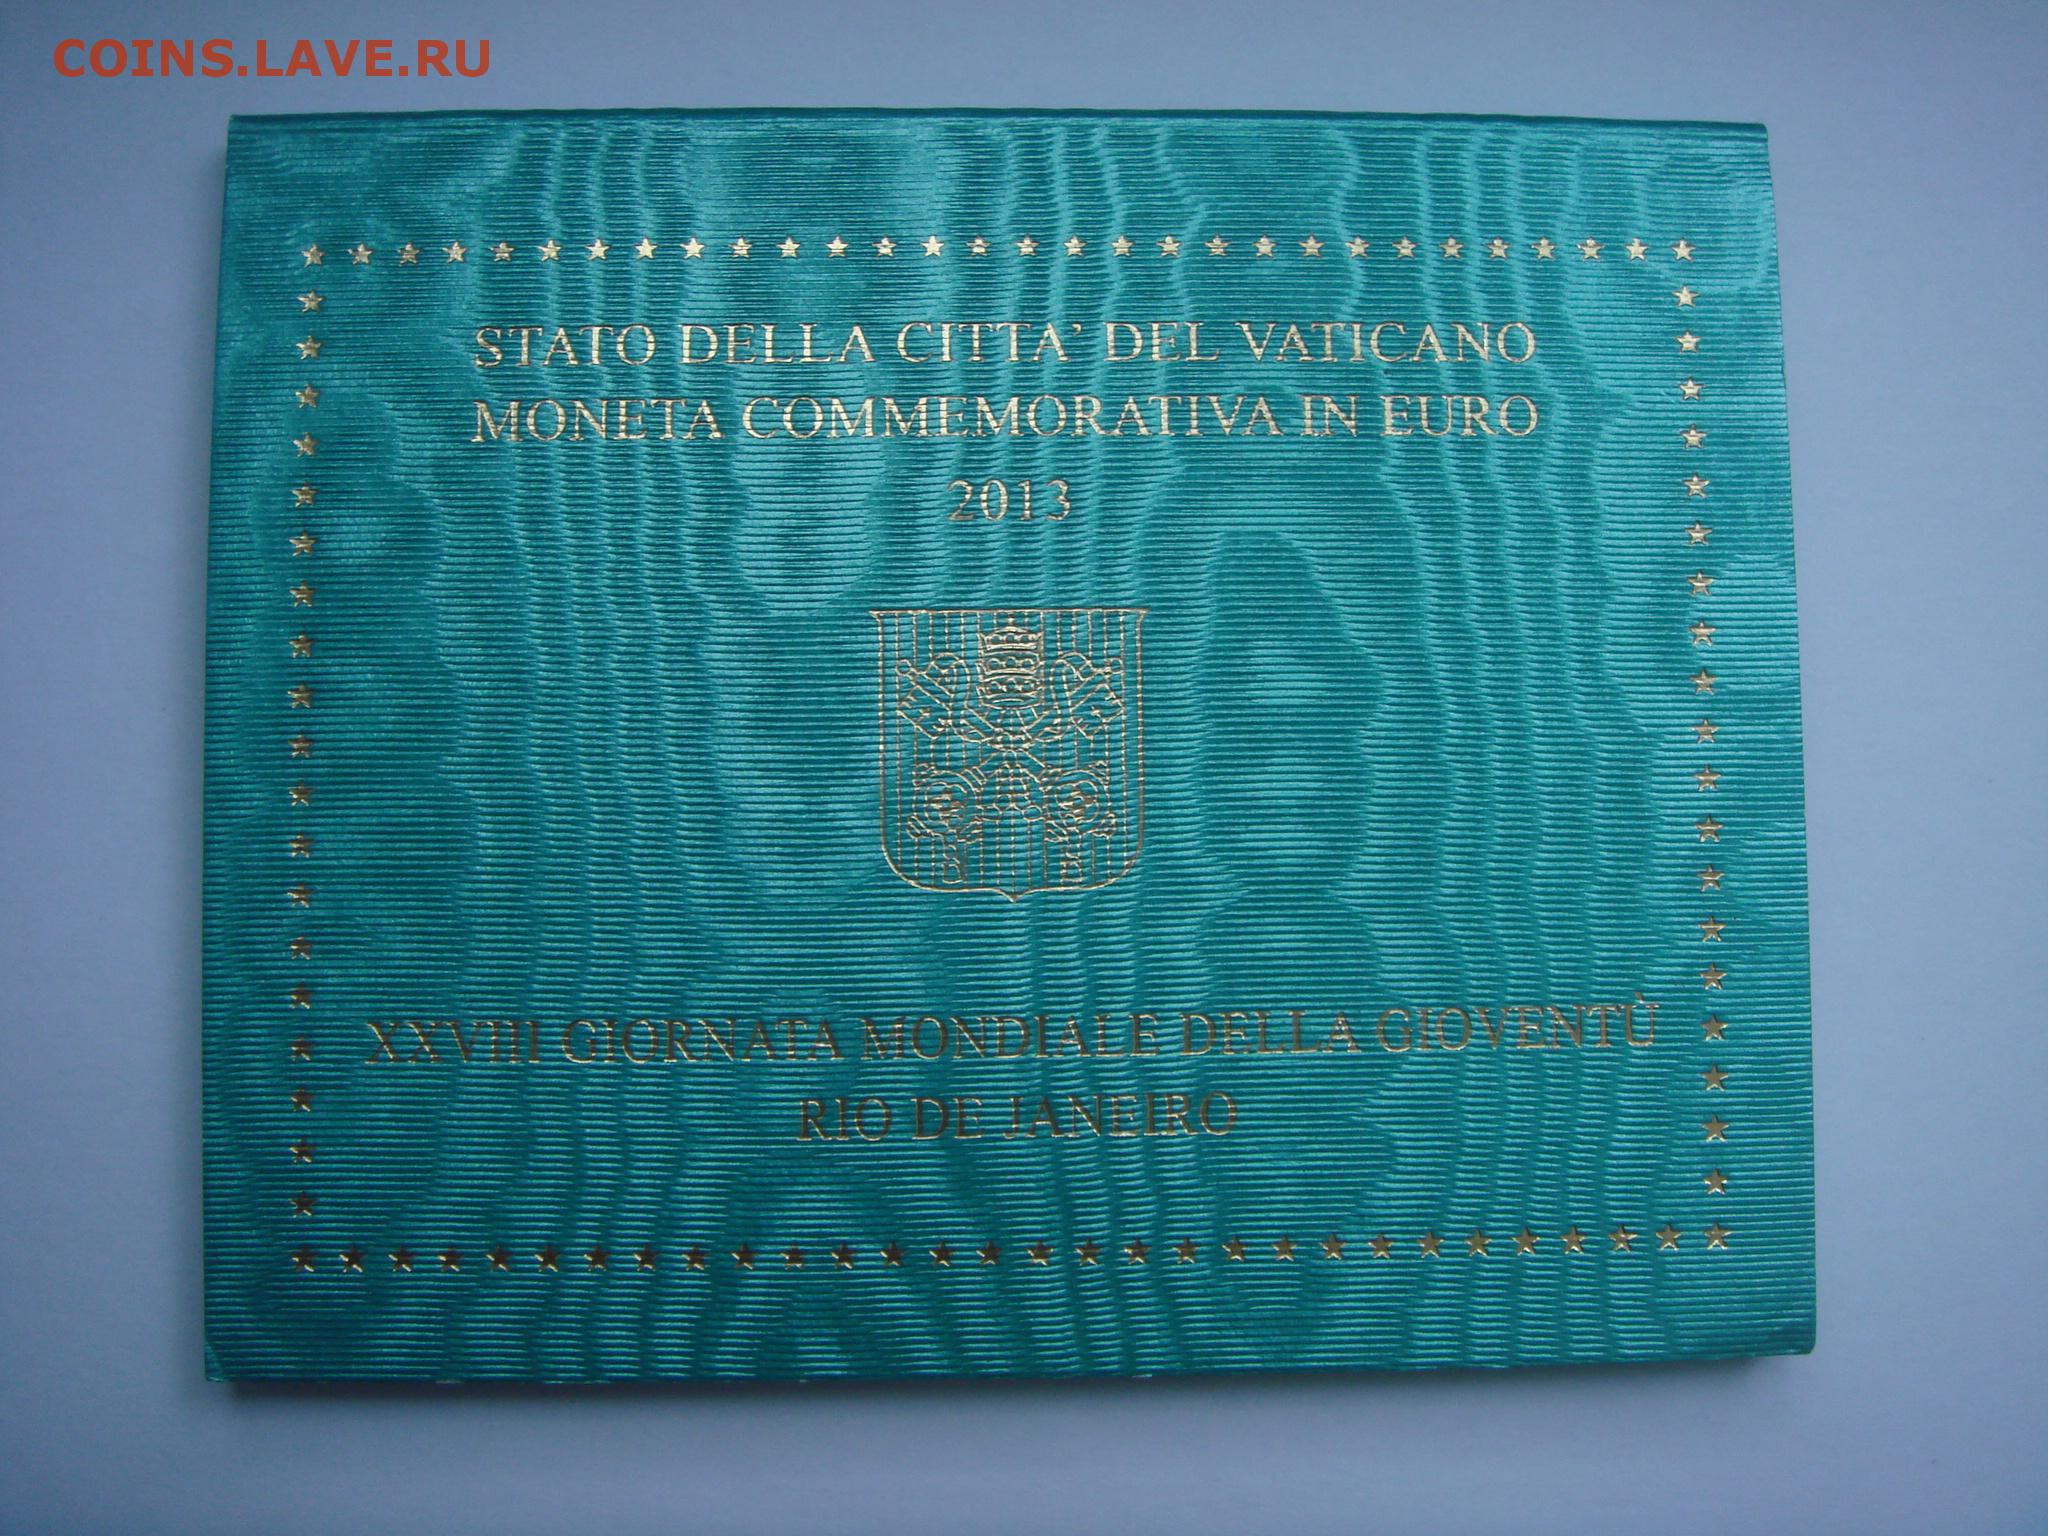 COINS.LAVE.RU
STATO DELLA CITTA' DEL VATICANO
MONETA COMMEMORATIVA IN EURO
2013
XXVIII GIORNATA MONDIALE DELLA GIOVENTÙ
RIO DE JANEIRO